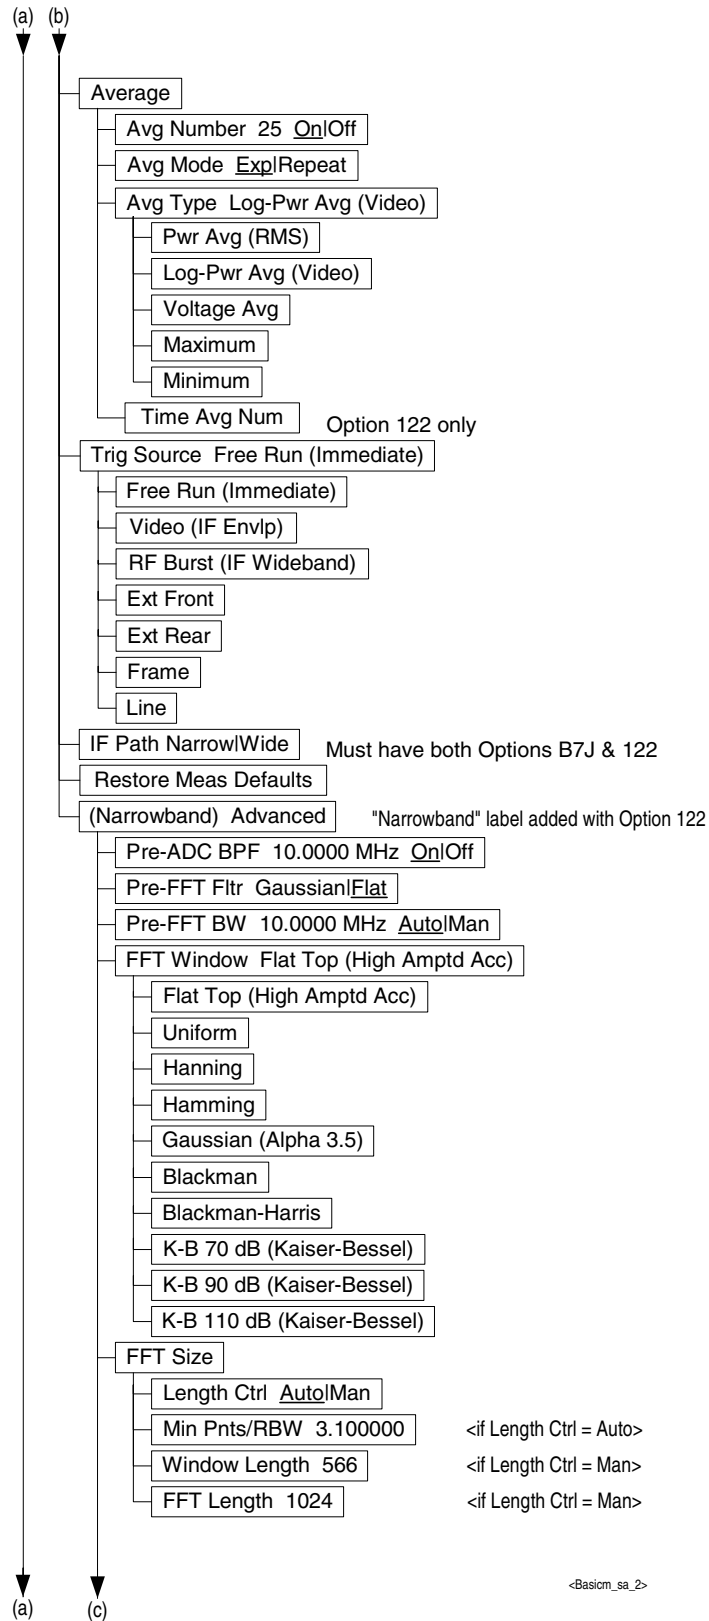 (a) (b)
Average
Avg Number 25 On|Off
Avg Mode Exp|Repeat
Avg Type Log-Pwr Avg (Video)
Pwr Avg (RMS)
Log-Pwr Avg (Video)
Voltage Avg
Maximum
Minimum
Time Avg Num Option 122 only
Trig Source Free Run (Immediate)
Free Run (Immediate)
Video (IF Envlp)
RF Burst (IF Wideband)
Ext Front
Ext Rear
Frame
Line
IF Path Narrow|Wide Must have both Options B7J & 122
Restore Meas Defaults
(Narrowband) Advanced "Narrowband" label added with Option 122
Pre-ADC BPF 10.0000 MHz On|Off
Pre-FFT Fltr Gaussian|Flat
Pre-FFT BW 10.0000 MHz Auto|Man
FFT Window Flat Top (High Amptd Acc)
Flat Top (High Amptd Acc)
Uniform
Hanning
Hamming
Gaussian (Alpha 3.5)
Blackman
Blackman-Harris
K-B 70 dB (Kaiser-Bessel)
K-B 90 dB (Kaiser-Bessel)
K-B 110 dB (Kaiser-Bessel)
FFT Size
Length Ctrl Auto|Man
Min Pnts/RBW 3.100000 <if Length Ctrl = Auto>
Window Length 566 <if Length Ctrl = Man>
FFT Length 1024 <if Length Ctrl = Man>
<Basicm_sa_2>
(a) (c)